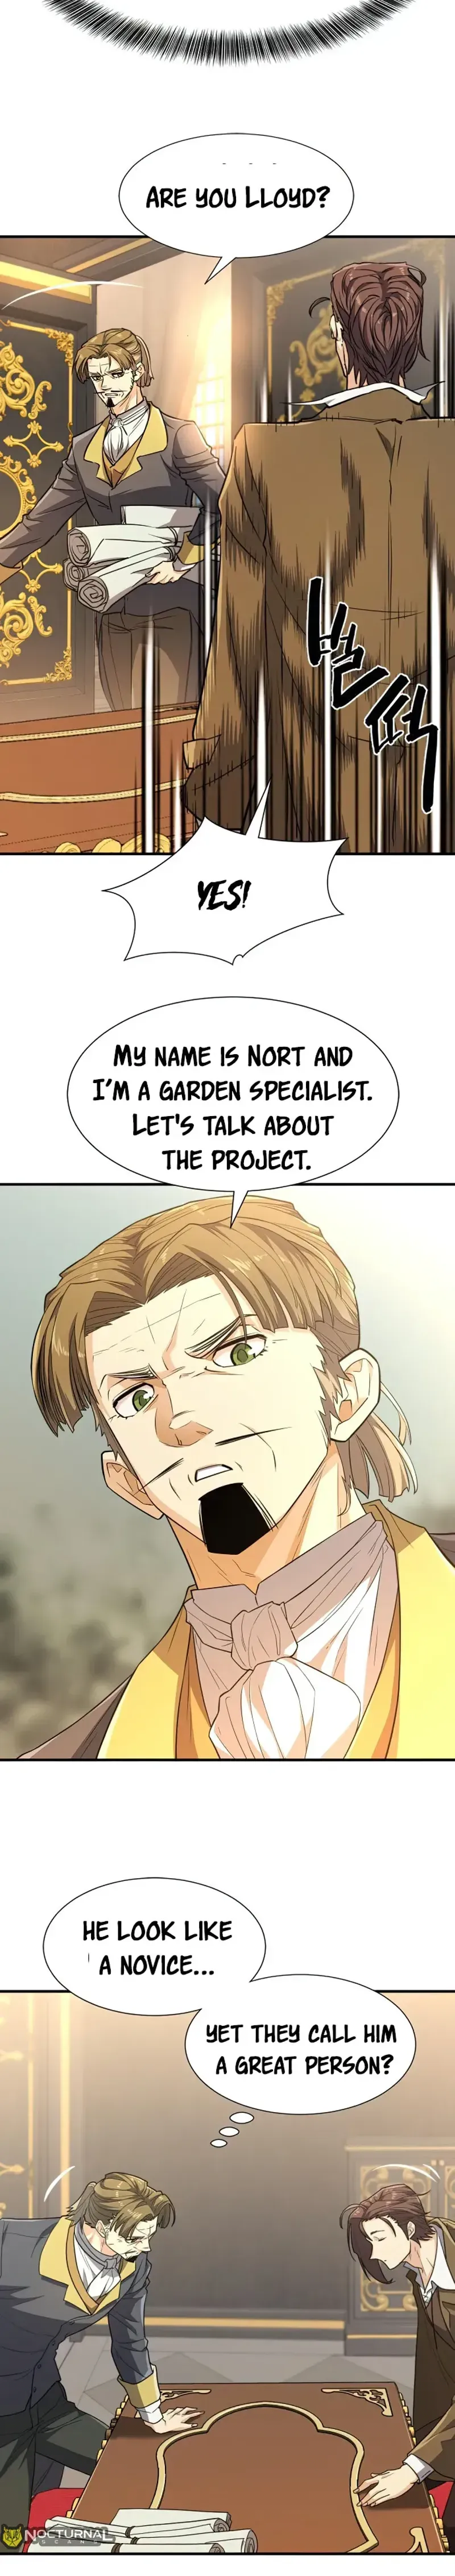 ARE YOU LLOYD?
벌떡
YES!
MY NAME IS NORT AND
I'M A GARDEN SPECIALIST.
LET'S TALK ABOUT
THE PROJECT.
HE LOOK LIKE
A NOVICE...
YET THEY CALL HIM
A GREAT PERSON?
NOCTURNAL
SCANS